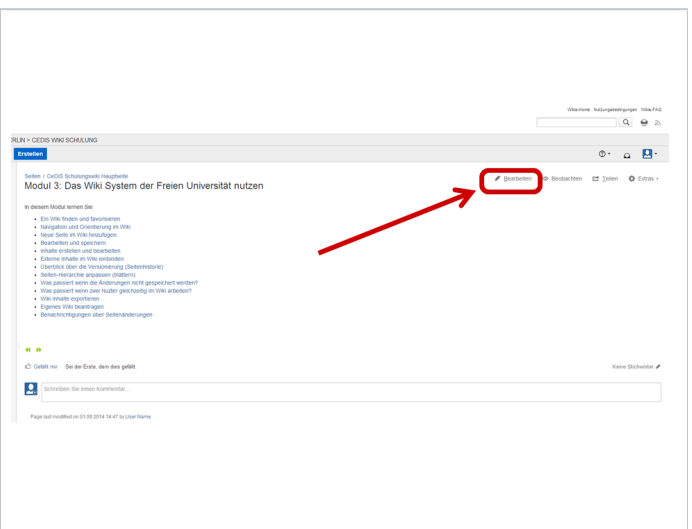 Wikis-Home Nutzungsbedingungen Wikis-FAQ
RLIN > CEDIS WIKI SCHULUNG
Erstellen
Seiten / CeDiS Schulungswiki Hauptseite
Bearbeiten Beobachten Teilen Extras
Modul 3: Das Wiki System der Freien Universität nutzen
In diesem Modul lernen Sie:
• Ein Wiki finden und favorisieren
• Navigation und Orientierung im Wiki
• Neue Seite im Wiki hinzufügen
• Bearbeiten und speichern
• Inhalte erstellen und bearbeiten
• Externe Inhalte im Wiki einbinden
• Überblick über die Versionierung (Seitenhistorie)
• Seiten-Hierarchie anpassen (blättern)
• Was passiert wenn die Änderungen nicht gespeichert werden?
• Was passiert wenn zwei Nutzer gleichzeitig im Wiki arbeiten?
• Wiki Inhalte exportieren
• Eigenes Wiki beantragen
• Benachrichtigungen über Seitenänderungen
Gefällt mir Sei der Erste, dem dies gefällt. Keine Stichwörter
Schreiben Sie einen Kommentar...
Page last modified on 01.08.2014 14:47 by User Name